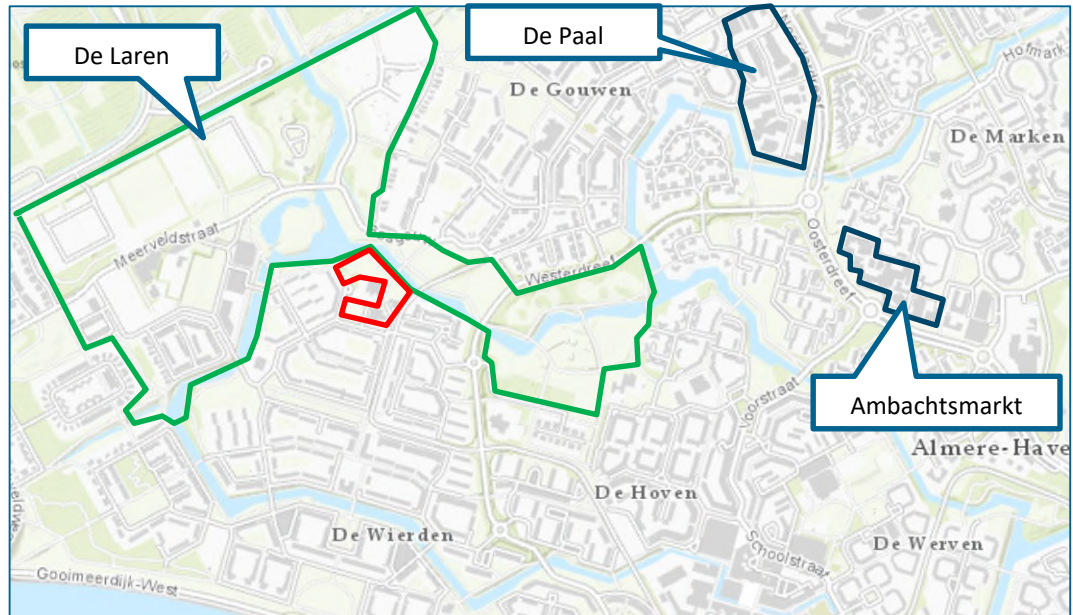 De Laren
De Paal
De Gouwen
Hofmark
De Marken
Meerveldstraat
Westerdreef
Oosterdreef
Voorstraat
Ambachtsmarkt
Almere-Have
De Hoven
De Wierden
De Werven
Schoolstraat
Gooimeerdijk-West